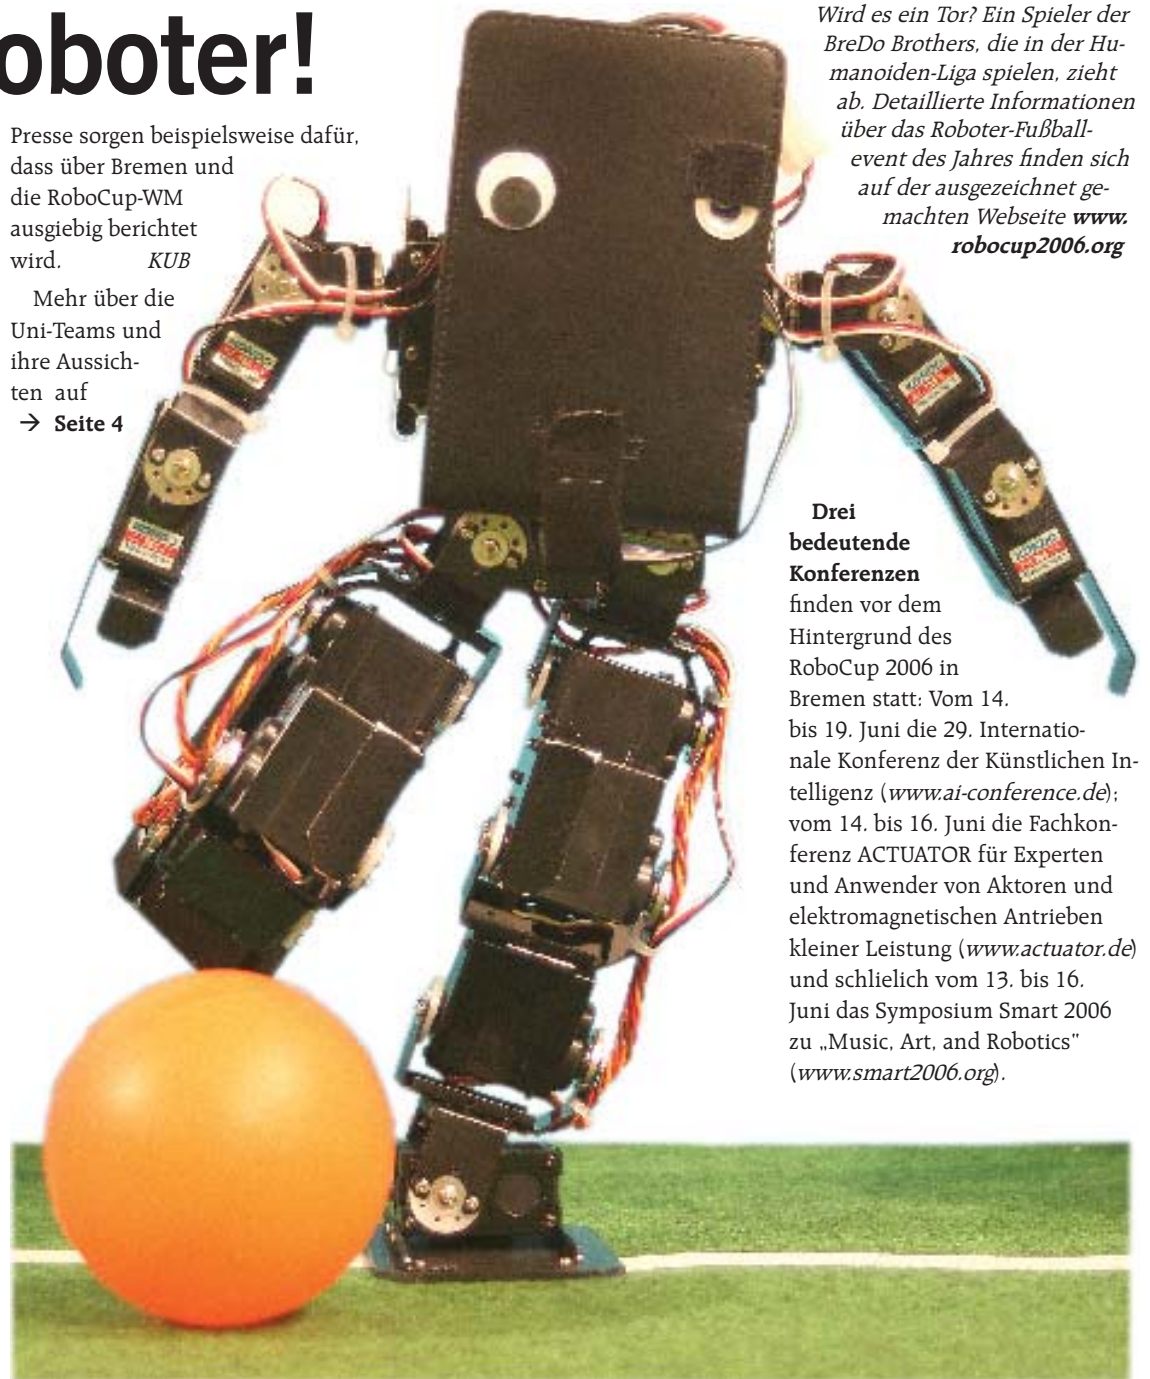 oboter!
Presse sorgen beispielsweise dafür,
dass über Bremen und
die RoboCup-WM
ausgiebig berichtet
wird. KUB
Mehr über die
Uni-Teams und
ihre Aussich-
ten auf
→ Seite 4
Wird es ein Tor? Ein Spieler der
BreDo Brothers, die in der Hu-
manoiden-Liga spielen, zieht
ab. Detaillierte Informationen
über das Roboter-Fußball-
event des Jahres finden sich
auf der ausgezeichnet ge-
machten Webseite www.
robocup2006.org
Drei
bedeutende
Konferenzen
finden vor dem
Hintergrund des
RoboCup 2006 in
Bremen statt: Vom 14.
bis 19. Juni die 29. Internatio-
nale Konferenz der Künstlichen In-
telligenz (www.ai-conference.de);
vom 14. bis 16. Juni die Fachkon-
ferenz ACTUATOR für Experten
und Anwender von Aktoren und
elektromagnetischen Antrieben
kleiner Leistung (www.actuator.de)
und schlielich vom 13. bis 16.
Juni das Symposium Smart 2006
zu „Music, Art, and Robotics"
(www.smart2006.org).